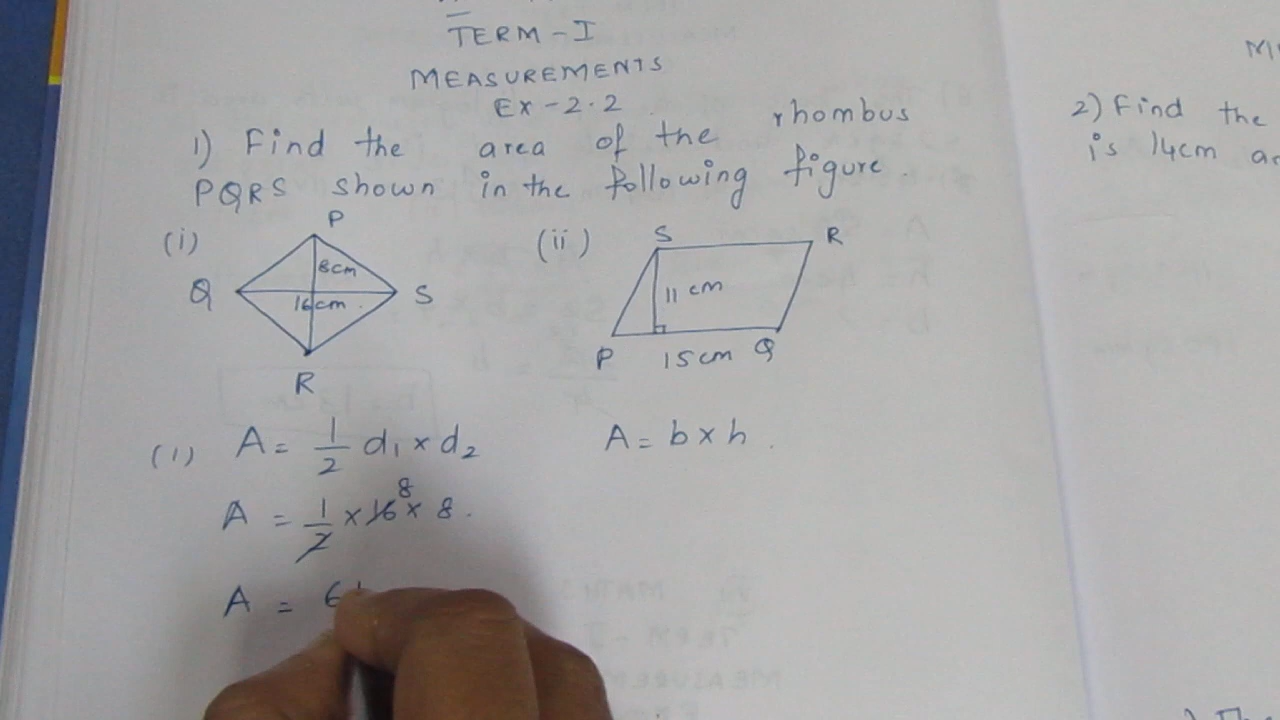 TERM - I
MEASUREMENTS
EX - 2.2
1) Find the area of the rhombus
PQRS shown in the following figure.
(i)
P
8cm
Q
16cm
S
R
(ii)
S
R
11 cm
P
15cm
Q
(1) A = 1/2 d₁ × d₂
A = b × h.
A = 1/2 × 16 8 × 8.
A = 6
2) Find the
is 14cm